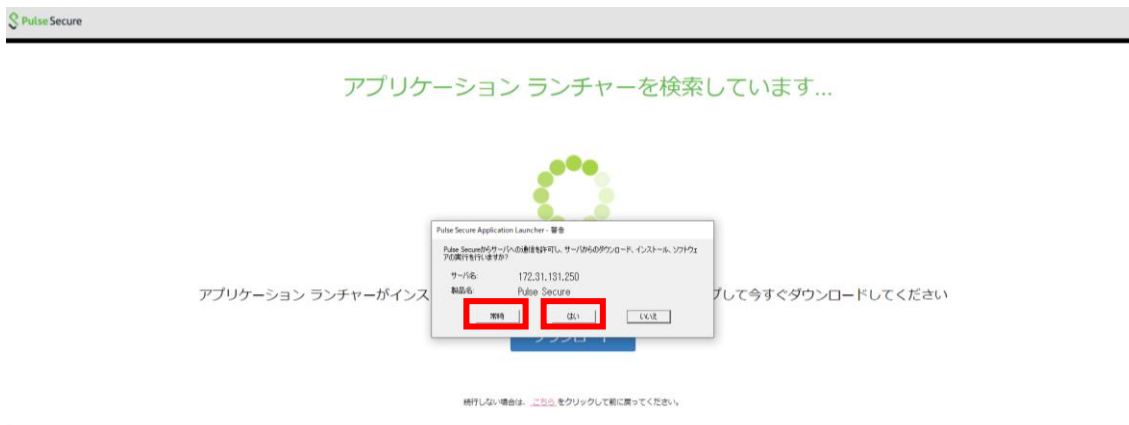 Pulse Secure
アプリケーション ランチャーを検索しています...
Pulse Secure Application Launcher - 警告
Pulse Secureからサーバへの通信を許可し、サーバからのダウンロード、インストール、ソフトウェ
アの実行を行いますか?
サーバ名: 172.31.131.250
製品名: Pulse Secure
アプリケーション ランチャーがインス
プして今すぐダウンロードしてください
常時 はい いいえ
ダウンロード
続行しない場合は、こちらをクリックして前に戻ってください。